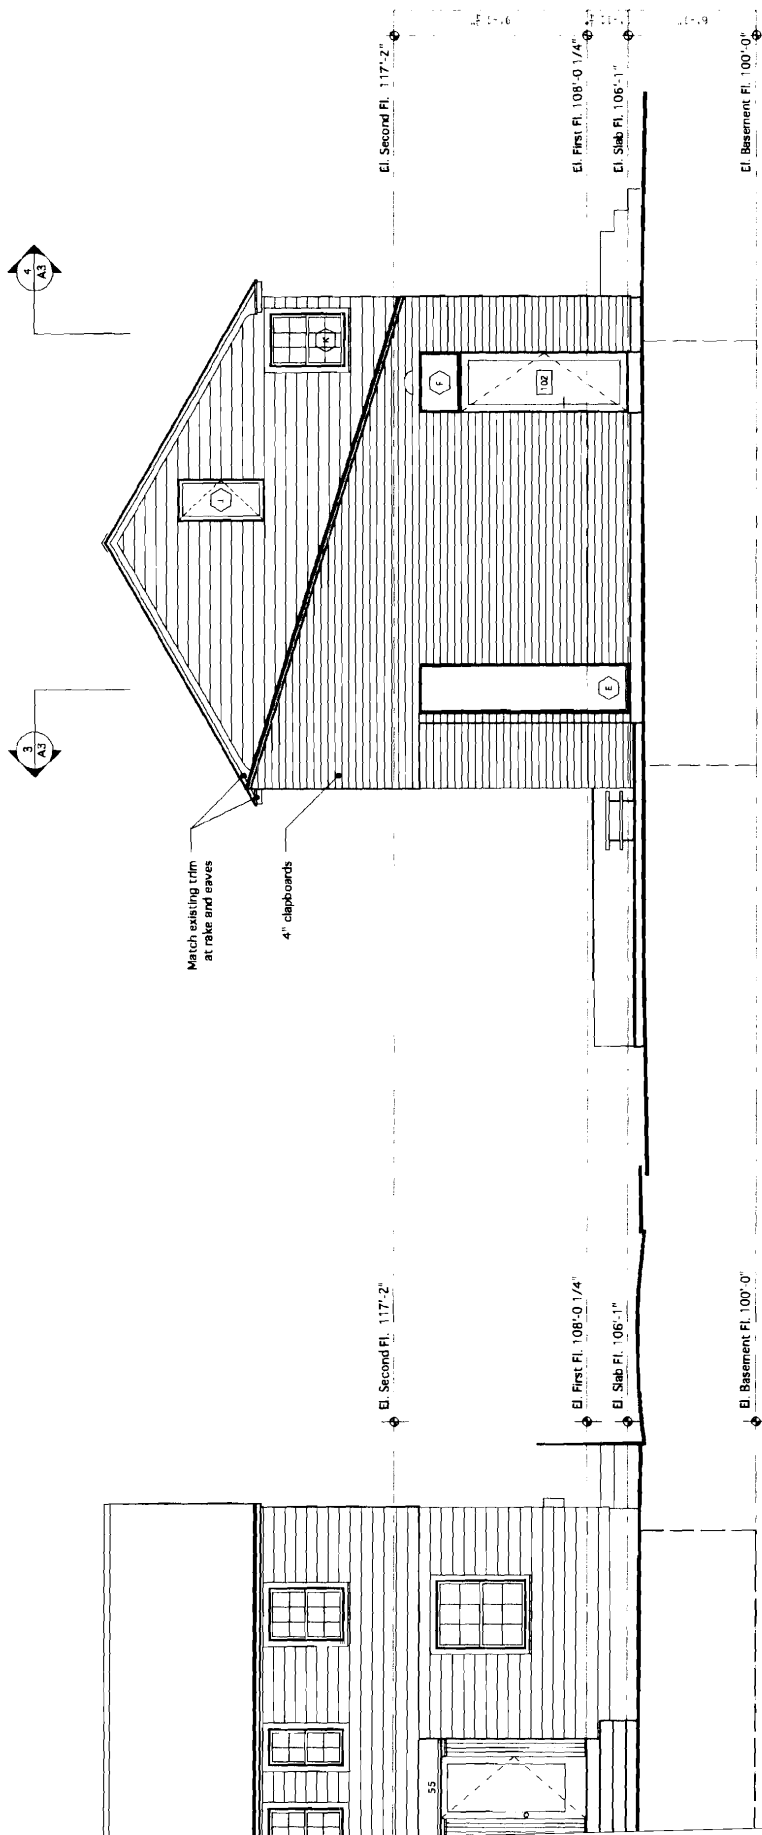 4
A3
3
A3
Match existing trim
at rake and eaves
4" clapboards
J
K
F
102
E
El. Second Fl. 117'-2"
El. First Fl. 108'-0 1/4"
El. Slab Fl. 106'-1"
El. Basement Fl. 100'-0"
El. Second Fl. 117'-2"
El. First Fl. 108'-0 1/4"
El. Slab Fl. 106'-1"
El. Basement Fl. 100'-0"
55
6'-1"